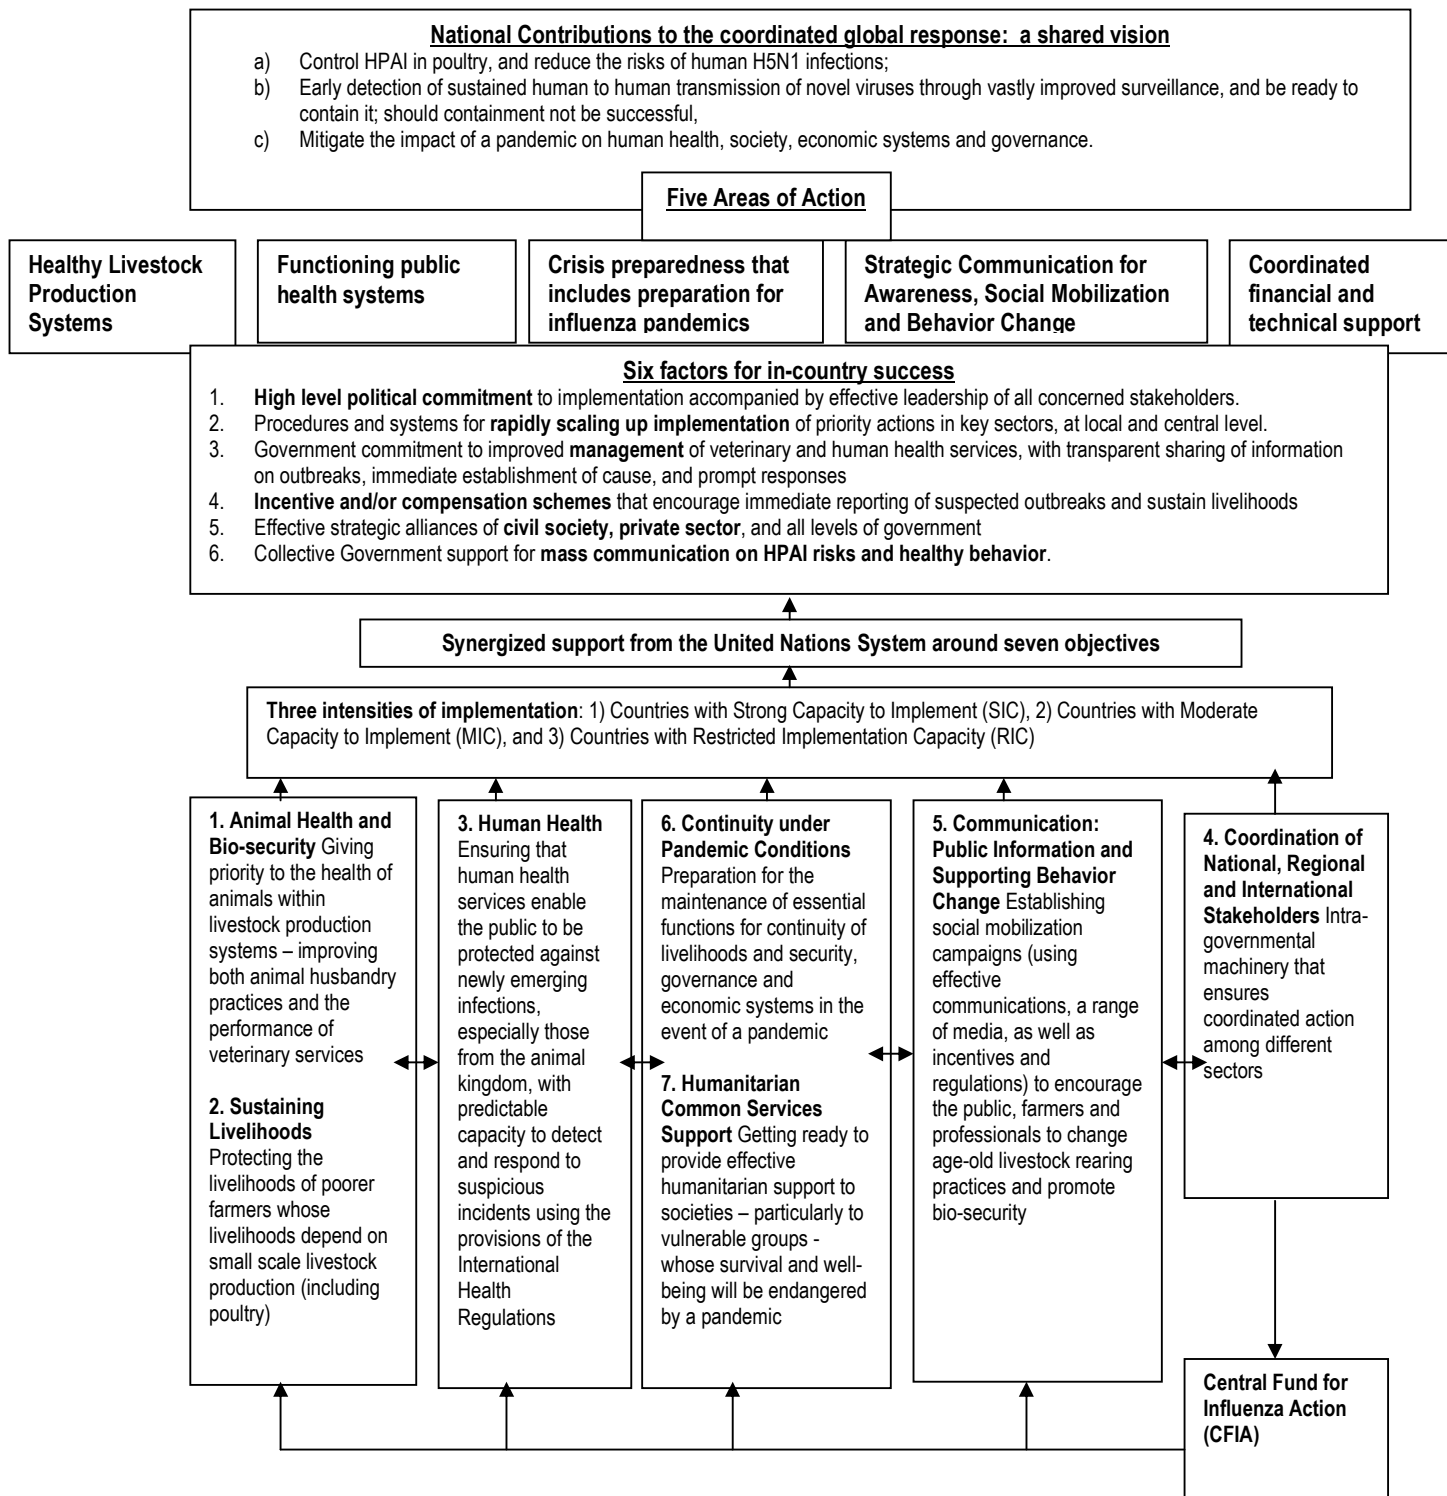 National Contributions to the coordinated global response:  a shared vision
a) Control HPAI in poultry, and reduce the risks of human H5N1 infections;
b) Early detection of sustained human to human transmission of novel viruses through vastly improved surveillance, and be ready to
contain it; should containment not be successful,
c) Mitigate the impact of a pandemic on human health, society, economic systems and governance.
Five Areas of Action
Healthy Livestock
Production
Systems
Functioning public
health systems
Crisis preparedness that
includes preparation for
influenza pandemics
Strategic Communication for
Awareness, Social Mobilization
and Behavior Change
Coordinated
financial and
technical support
Six factors for in-country success
1. High level political commitment to implementation accompanied by effective leadership of all concerned stakeholders.
2. Procedures and systems for rapidly scaling up implementation of priority actions in key sectors, at local and central level.
3. Government commitment to improved management of veterinary and human health services, with transparent sharing of information
on outbreaks, immediate establishment of cause, and prompt responses
4. Incentive and/or compensation schemes that encourage immediate reporting of suspected outbreaks and sustain livelihoods
5. Effective strategic alliances of civil society, private sector, and all levels of government
6. Collective Government support for mass communication on HPAI risks and healthy behavior.
Synergized support from the United Nations System around seven objectives
Three intensities of implementation: 1) Countries with Strong Capacity to Implement (SIC), 2) Countries with Moderate
Capacity to Implement (MIC), and 3) Countries with Restricted Implementation Capacity (RIC)
1. Animal Health and
Bio-security Giving
priority to the health of
animals within
livestock production
systems – improving
both animal husbandry
practices and the
performance of
veterinary services
2. Sustaining
Livelihoods
Protecting the
livelihoods of poorer
farmers whose
livelihoods depend on
small scale livestock
production (including
poultry)
3. Human Health
Ensuring that
human health
services enable
the public to be
protected against
newly emerging
infections,
especially those
from the animal
kingdom, with
predictable
capacity to detect
and respond to
suspicious
incidents using the
provisions of the
International
Health
Regulations
6. Continuity under
Pandemic Conditions
Preparation for the
maintenance of essential
functions for continuity of
livelihoods and security,
governance and
economic systems in the
event of a pandemic
7. Humanitarian
Common Services
Support Getting ready to
provide effective
humanitarian support to
societies – particularly to
vulnerable groups -
whose survival and well-
being will be endangered
by a pandemic
5. Communication:
Public Information and
Supporting Behavior
Change Establishing
social mobilization
campaigns (using
effective
communications, a range
of media, as well as
incentives and
regulations) to encourage
the public, farmers and
professionals to change
age-old livestock rearing
practices and promote
bio-security
4. Coordination of
National, Regional
and International
Stakeholders Intra-
governmental
machinery that
ensures
coordinated action
among different
sectors
Central Fund for
Influenza Action
(CFIA)